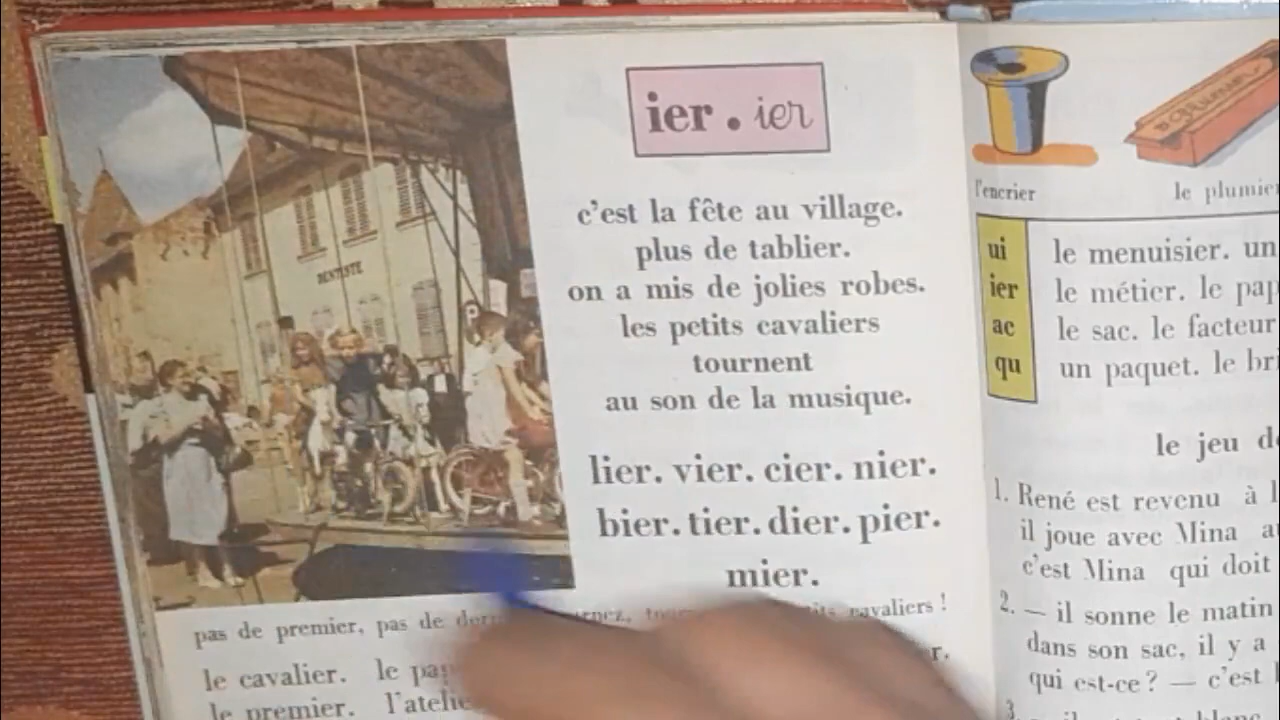 DENTISTE
ier . ier
c'est la fête au village.
plus de tablier.
on a mis de jolies robes.
les petits cavaliers
tournent
au son de la musique.
lier. vier. cier. nier.
bier. tier. dier. pier.
mier.
pas de premier, pas de cavaliers !
le cavalier. le
le premier.
l'encrier
le plumier
ui le menuisier. un
ier le métier. le
ac le sac. le facteur
qu un paquet. le
le jeu
1. René est revenu à
il joue avec Mina
c'est Mina qui doit
2. — il sonne le matin
dans son sac, il y a
qui est-ce ? — c'est
3.